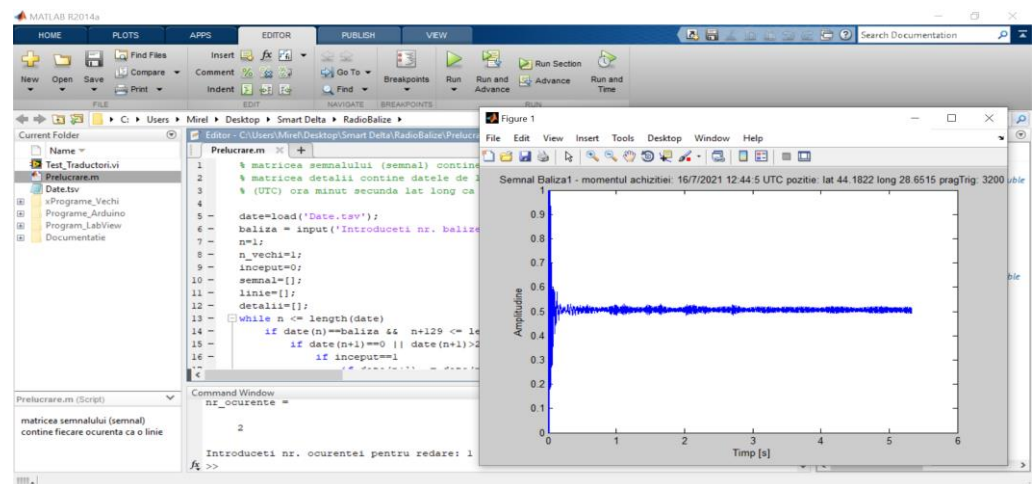 MATLAB R2014a
HOME PLOTS APPS EDITOR PUBLISH VIEW Search Documentation
New Open Save Find Files Compare Print
Insert fx Comment Indent
Go To Find
Breakpoints Run Run and Advance Run Section Advance Run and Time
FILE EDIT NAVIGATE BREAKPOINTS RUN
C: Users Mirel Desktop Smart Delta RadioBalize
Current Folder
Name
Test_Traductori.vi
Prelucrare.m
Date.tsv
xPrograme_Vechi
Programe_Arduino
Program_LabView
Documentatie
Prelucrare.m (Script)
matricea semnalului (semnal)
contine fiecare ocurenta ca o linie
Editor - C:\Users\Mirel\Desktop\Smart Delta\RadioBalize\Preluc
Prelucrare.m
1 % matricea semnalului (semnal) contine
2 % matricea detalii contine datele de
3 % (UTC) ora minut secunda lat long ca
4
5 date=load('Date.tsv');
6 baliza = input('Introduceti nr. balize
7 n=1;
8 n_vechi=1;
9 inceput=0;
10 semnal=[];
11 linie=[];
12 detalii=[];
13 while n <= length(date)
14 if date(n)==baliza && n+129 <= le
15 if date(n+1)==0 || date(n+1)>2
16 if inceput==1
Command Window
nr_ocurente =
2
Introduceti nr. ocurentei pentru redare: 1
fx >>
Figure 1
File Edit View Insert Tools Desktop Window Help
Semnal Baliza1 - momentul achizitiei: 16/7/2021 12:44:5 UTC pozitie: lat 44.1822 long 28.6515 pragTrig: 3200
1
0.9
0.8
0.7
0.6
0.5
0.4
0.3
0.2
0.1
0
Amplitudine
0 1 2 3 4 5 6
Timp [s]